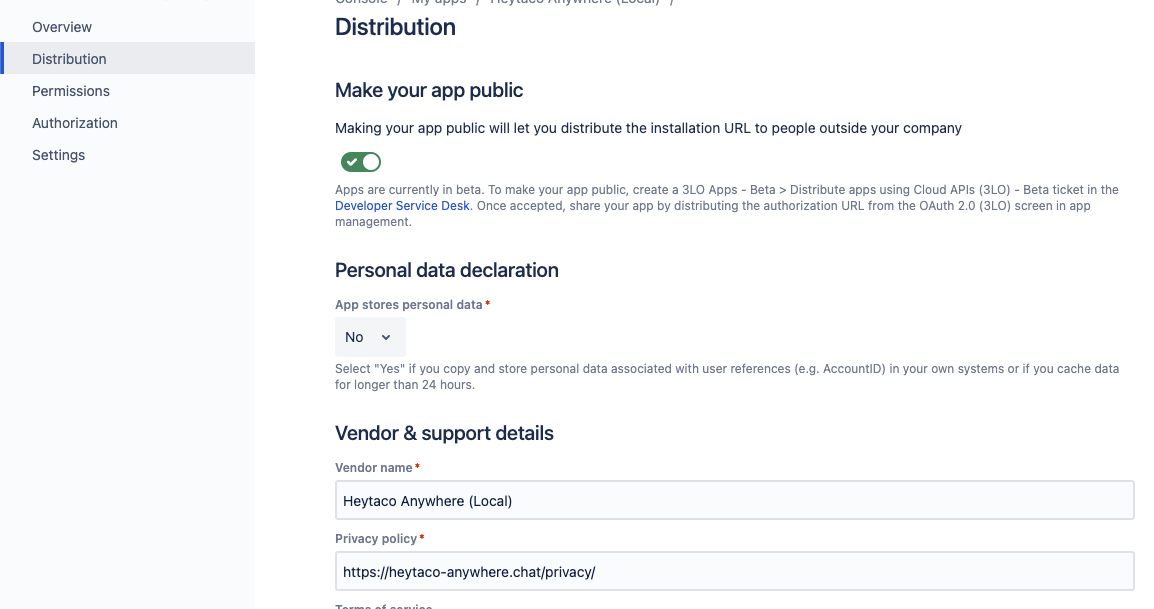 Console / My apps / Heytaco Anywhere (Local) /
Overview
Distribution
Permissions
Authorization
Settings
Distribution
Make your app public
Making your app public will let you distribute the installation URL to people outside your company
Apps are currently in beta. To make your app public, create a 3LO Apps - Beta > Distribute apps using Cloud APIs (3LO) - Beta ticket in the
Developer Service Desk. Once accepted, share your app by distributing the authorization URL from the OAuth 2.0 (3LO) screen in app
management.
Personal data declaration
App stores personal data*
No
Select "Yes" if you copy and store personal data associated with user references (e.g. AccountID) in your own systems or if you cache data
for longer than 24 hours.
Vendor & support details
Vendor name*
Heytaco Anywhere (Local)
Privacy policy*
https://heytaco-anywhere.chat/privacy/
Terms of service